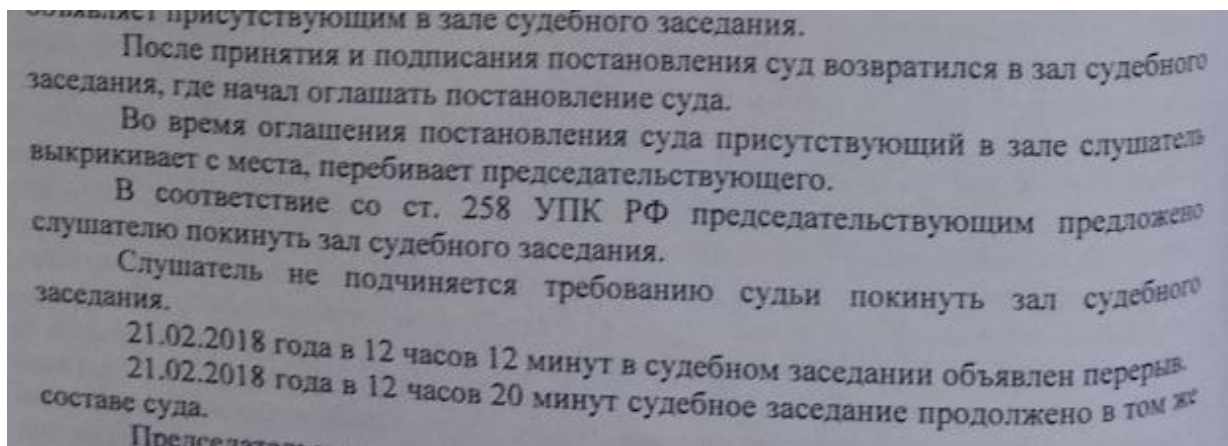 объявляет присутствующим в зале судебного заседания.
После принятия и подписания постановления суд возвратился в зал судебного
заседания, где начал оглашать постановление суда.
Во время оглашения постановления суда присутствующий в зале слушатель
выкрикивает с места, перебивает председательствующего.
В соответствие со ст. 258 УПК РФ председательствующим предложено
слушателю покинуть зал судебного заседания.
Слушатель не подчиняется требованию судьи покинуть зал судебного
заседания.
21.02.2018 года в 12 часов 12 минут в судебном заседании объявлен перерыв.
21.02.2018 года в 12 часов 20 минут судебное заседание продолжено в том же
составе суда.